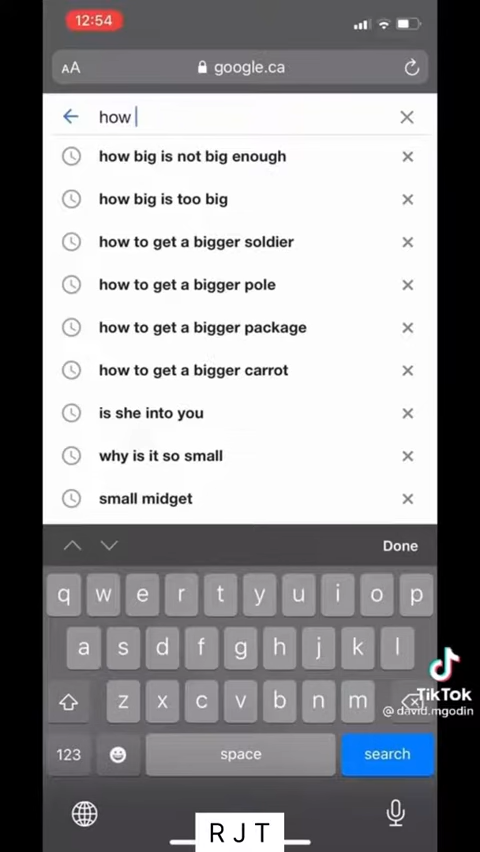 12:54
AA google.ca
how
how big is not big enough
how big is too big
how to get a bigger soldier
how to get a bigger pole
how to get a bigger package
how to get a bigger carrot
is she into you
why is it so small
small midget
Done
q w e r t y u i o p
a s d f g h j k l
z x c v b n m
TikTok
@david.mgodin
123 space search
R J T